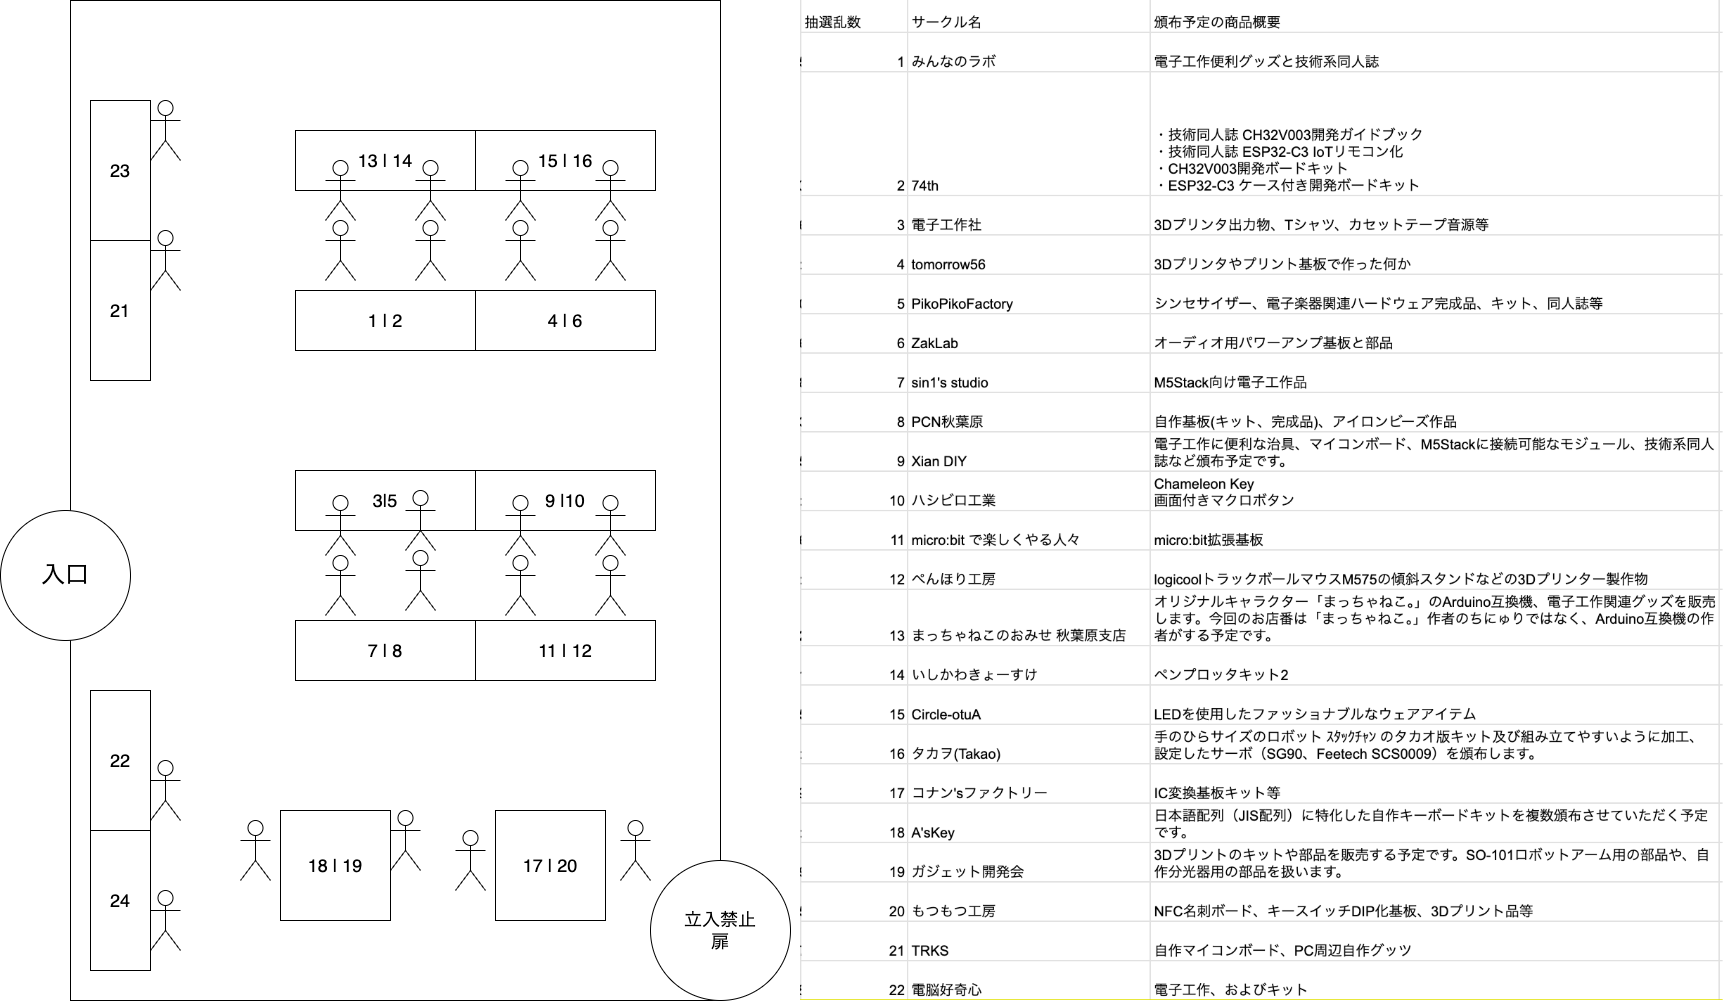 23
21
13 | 14
15 | 16
1 | 2
4 | 6
入口
3|5
9 |10
7 | 8
11 | 12
22
24
18 | 19
17 | 20
立入禁止
扉
抽選乱数 サークル名 頒布予定の商品概要
1 みんなのラボ 電子工作便利グッズと技術系同人誌
・技術同人誌 CH32V003開発ガイドブック
・技術同人誌 ESP32-C3 IoTリモコン化
・CH32V003開発ボードキット
2 74th ・ESP32-C3 ケース付き開発ボードキット
3 電子工作社 3Dプリンタ出力物、Tシャツ、カセットテープ音源等
4 tomorrow56 3Dプリンタやプリント基板で作った何か
5 PikoPikoFactory シンセサイザー、電子楽器関連ハードウェア完成品、キット、同人誌等
6 ZakLab オーディオ用パワーアンプ基板と部品
7 sin1's studio M5Stack向け電子工作品
8 PCN秋葉原 自作基板(キット、完成品)、アイロンビーズ作品
電子工作に便利な治具、マイコンボード、M5Stackに接続可能なモジュール、技術系同人
9 Xian DIY 誌など頒布予定です。
Chameleon Key
10 ハシビロ工業 画面付きマクロボタン
11 micro:bit で楽しくやる人々 micro:bit拡張基板
12 ぺんほり工房 logicoolトラックボールマウスM575の傾斜スタンドなどの3Dプリンター製作物
オリジナルキャラクター「まっちゃねこ。」のArduino互換機、電子工作関連グッズを販売
します。今回のお店番は「まっちゃねこ。」作者のちにゅりではなく、Arduino互換機の作
13 まっちゃねこのおみせ 秋葉原支店 者がする予定です。
14 いしかわきょーすけ ペンプロッタキット2
15 Circle-otuA LEDを使用したファッショナブルなウェアアイテム
手のひらサイズのロボット ｽﾀｯｸﾁｬﾝ のタカオ版キット及び組み立てやすいように加工、
16 タカヲ(Takao) 設定したサーボ（SG90、Feetech SCS0009）を頒布します。
17 コナン'sファクトリー IC変換基板キット等
日本語配列（JIS配列）に特化した自作キーボードキットを複数頒布させていただく予定
18 A'sKey です。
3Dプリントのキットや部品を販売する予定です。SO-101ロボットアーム用の部品や、自
19 ガジェット開発会 作分光器用の部品を扱います。
20 もつもつ工房 NFC名刺ボード、キースイッチDIP化基板、3Dプリント品等
21 TRKS 自作マイコンボード、PC周辺自作グッツ
22 電脳好奇心 電子工作、およびキット